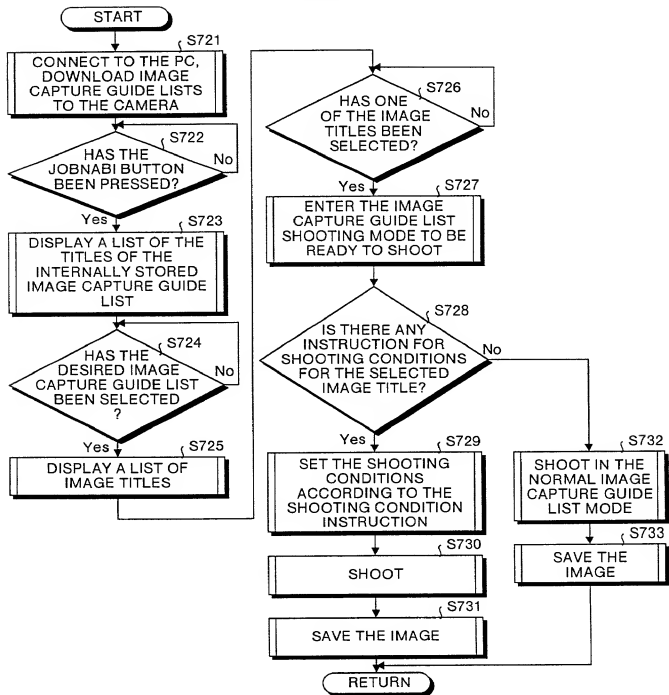 START
S721
CONNECT TO THE PC,
DOWNLOAD IMAGE
CAPTURE GUIDE LISTS
TO THE CAMERA
S722
HAS THE
JOBNABI BUTTON
BEEN PRESSED?
No
Yes
S723
DISPLAY A LIST OF THE
TITLES OF THE
INTERNALLY STORED
IMAGE CAPTURE GUIDE
LIST
S724
HAS THE
DESIRED IMAGE
CAPTURE GUIDE LIST
BEEN SELECTED
?
No
Yes
S725
DISPLAY A LIST OF
IMAGE TITLES
S726
HAS ONE
OF THE IMAGE
TITLES BEEN
SELECTED?
No
Yes
S727
ENTER THE IMAGE
CAPTURE GUIDE LIST
SHOOTING MODE TO BE
READY TO SHOOT
S728
IS THERE ANY
INSTRUCTION FOR
SHOOTING CONDITIONS
FOR THE SELECTED
IMAGE TITLE?
No
Yes
S729
SET THE SHOOTING
CONDITIONS
ACCORDING TO THE
SHOOTING CONDITION
INSTRUCTION
S730
SHOOT
S731
SAVE THE IMAGE
S732
SHOOT IN THE
NORMAL IMAGE
CAPTURE GUIDE
LIST MODE
S733
SAVE THE
IMAGE
RETURN